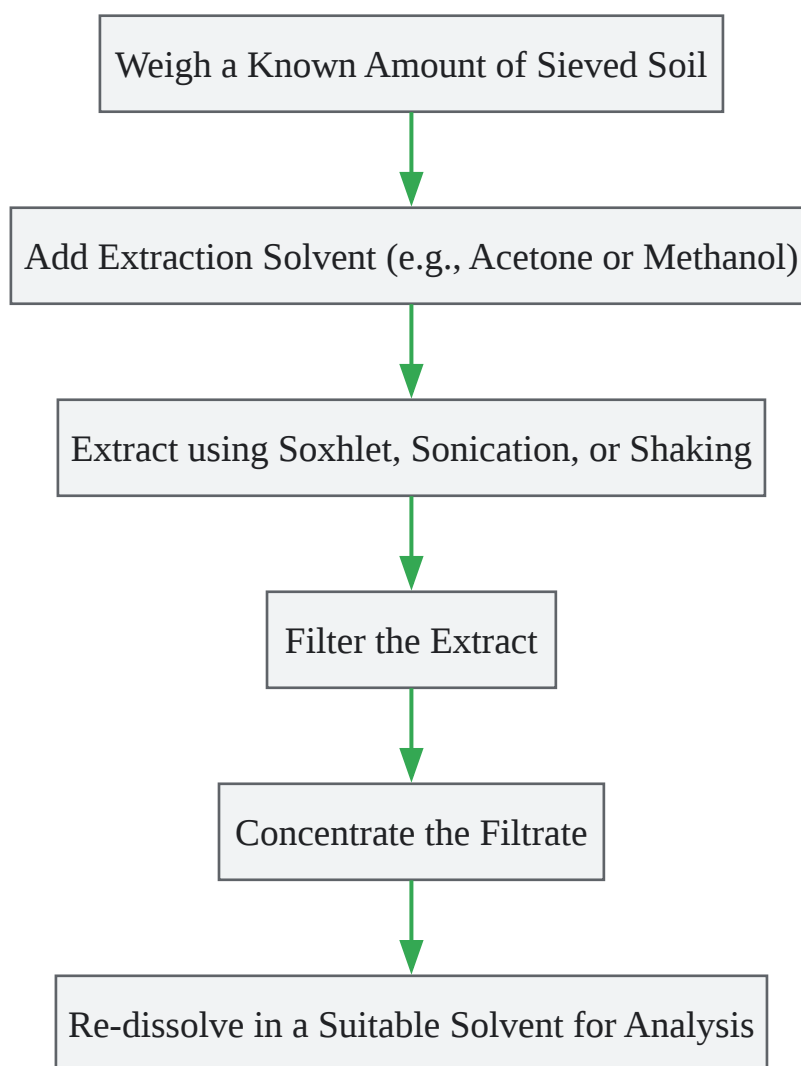 Weigh a Known Amount of Sieved Soil
Add Extraction Solvent (e.g., Acetone or Methanol)
Extract using Soxhlet, Sonication, or Shaking
Filter the Extract
Concentrate the Filtrate
Re-dissolve in a Suitable Solvent for Analysis